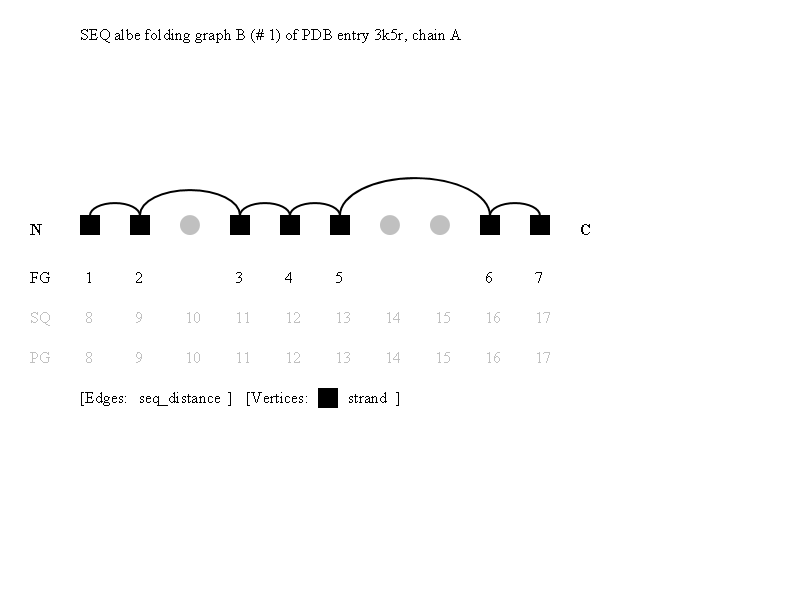 SEQ albe folding graph B (# 1) of PDB entry 3k5r, chain A
N C
FG 1 2 3 4 5 6 7
SQ 8 9 10 11 12 13 14 15 16 17
PG 8 9 10 11 12 13 14 15 16 17
[Edges: seq_distance ] [Vertices: strand ]